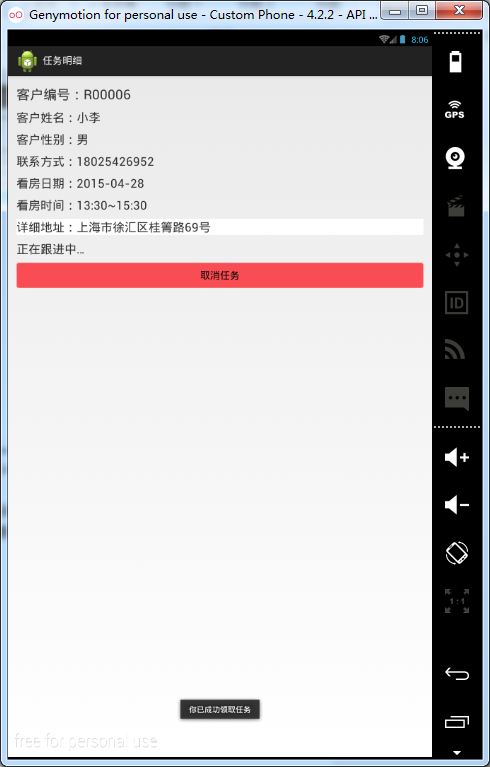 Genymotion for personal use - Custom Phone - 4.2.2 - API ...
8:06
任务明细
客户编号：R00006
客户姓名：小李
客户性别：男
联系方式：18025426952
看房日期：2015-04-28
看房时间：13:30~15:30
详细地址：上海市徐汇区桂箐路69号
正在跟进中...
取消任务
你已成功领取任务
free for personal use
GPS
ID
1:1